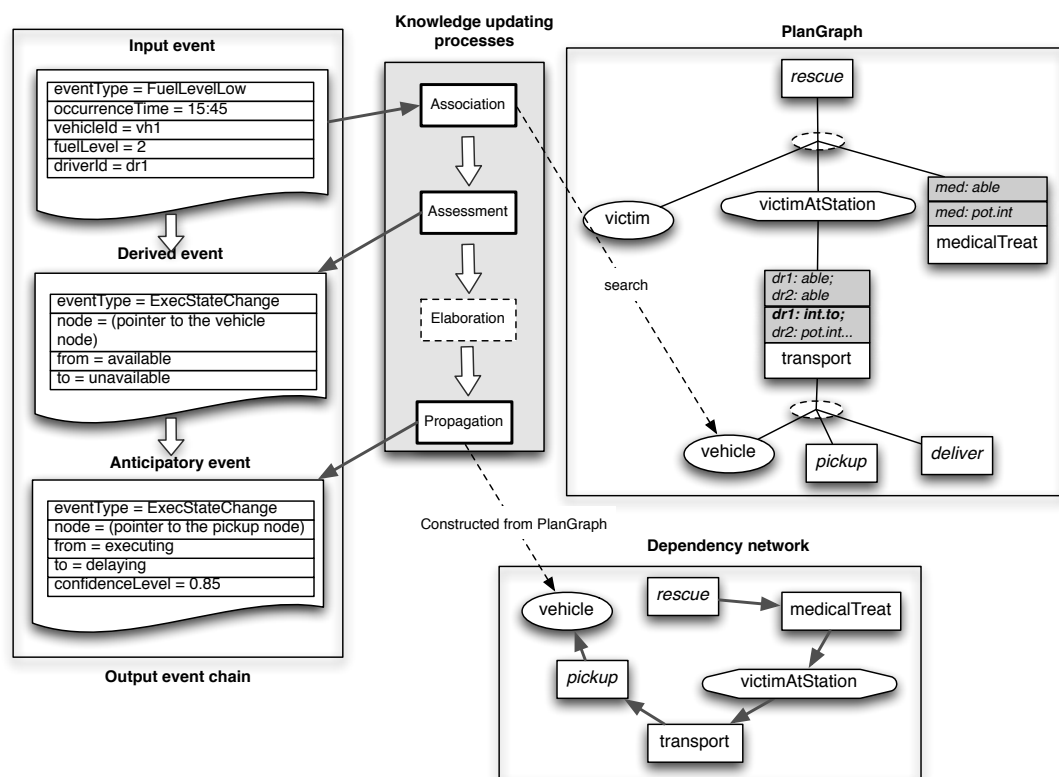 Input event
eventType = FuelLevelLow
occurrenceTime = 15:45
vehicleId = vh1
fuelLevel = 2
driverId = dr1
Derived event
eventType = ExecStateChange
node = (pointer to the vehicle
node)
from = available
to = unavailable
Anticipatory event
eventType = ExecStateChange
node = (pointer to the pickup node)
from = executing
to = delaying
confidenceLevel = 0.85
Output event chain
Knowledge updating
processes
Association
Assessment
Elaboration
Propagation
search
Constructed from PlanGraph
PlanGraph
rescue
victim
victimAtStation
med: able
med: pot.int
medicalTreat
dr1: able;
dr2: able
dr1: int.to;
dr2: pot.int...
transport
vehicle
pickup
deliver
Dependency network
rescue
medicalTreat
vehicle
victimAtStation
pickup
transport